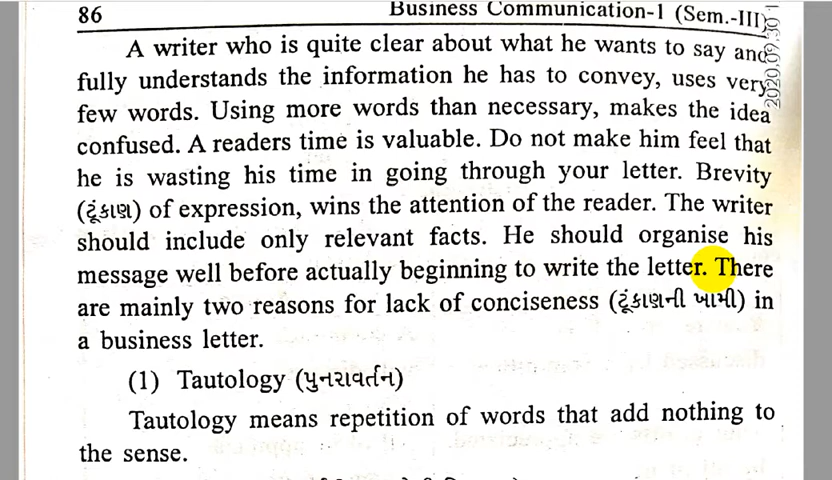 86
Business Communication-1 (Sem.-III)
2020.09.30 1
A writer who is quite clear about what he wants to say and
fully understands the information he has to convey, uses very
few words. Using more words than necessary, makes the idea
confused. A readers time is valuable. Do not make him feel that
he is wasting his time in going through your letter. Brevity
(ટૂંકાણ) of expression, wins the attention of the reader. The writer
should include only relevant facts. He should organise his
message well before actually beginning to write the letter. There
are mainly two reasons for lack of conciseness (ટૂંકાણની ખામી) in
a business letter.
(1) Tautology (પુનરાવર્તન)
Tautology means repetition of words that add nothing to
the sense.